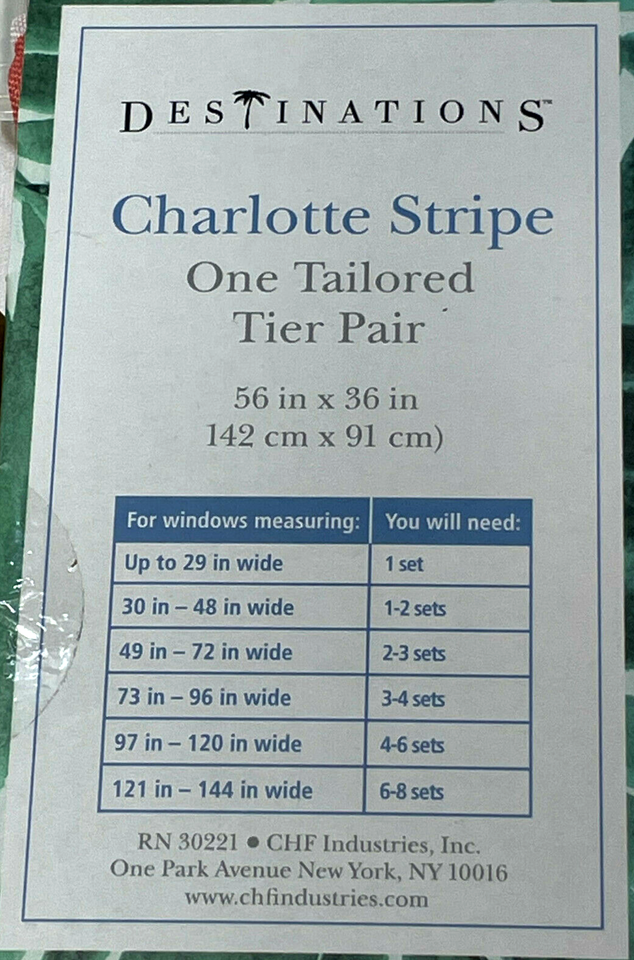 DESTINATIONS™
Charlotte Stripe
One Tailored
Tier Pair
56 in x 36 in
142 cm x 91 cm)
For windows measuring: You will need:
Up to 29 in wide 1 set
30 in – 48 in wide 1-2 sets
49 in – 72 in wide 2-3 sets
73 in – 96 in wide 3-4 sets
97 in – 120 in wide 4-6 sets
121 in – 144 in wide 6-8 sets
RN 30221 ● CHF Industries, Inc.
One Park Avenue New York, NY 10016
www.chfindustries.com